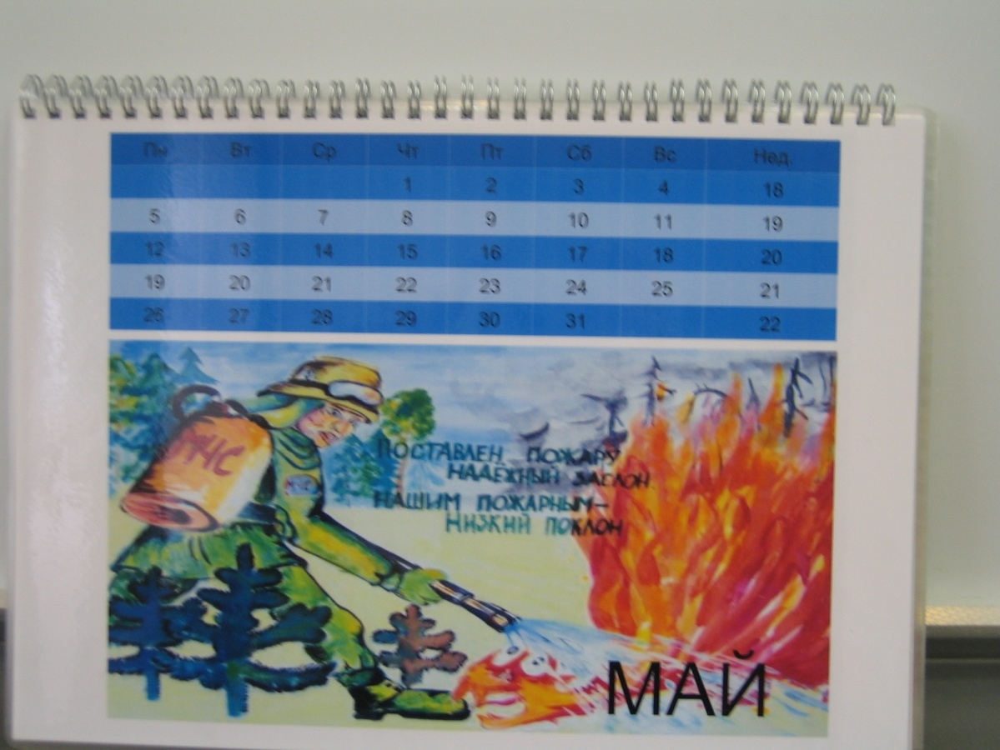 Пн Вт Ср Чт Пт Сб Вс Нед.
1 2 3 4 18
5 6 7 8 9 10 11 19
12 13 14 15 16 17 18 20
19 20 21 22 23 24 25 21
26 27 28 29 30 31 22
МЧС
МЧС
ПОСТАВЛЕН ПОЖАРУ
НАДЁЖНЫЙ ЗАСЛОН
НАШИМ ПОЖАРНЫМ–
НИЗКИЙ ПОКЛОН
МАЙ